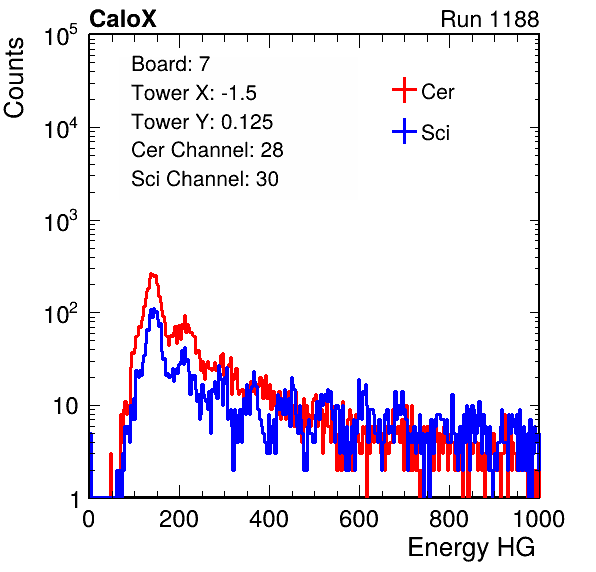 CaloX Run 1188
Counts
10^5
10^4
10^3
10^2
10
1
Board: 7
Tower X: -1.5
Tower Y: 0.125
Cer Channel: 28
Sci Channel: 30
Cer
Sci
0 200 400 600 800 1000
Energy HG